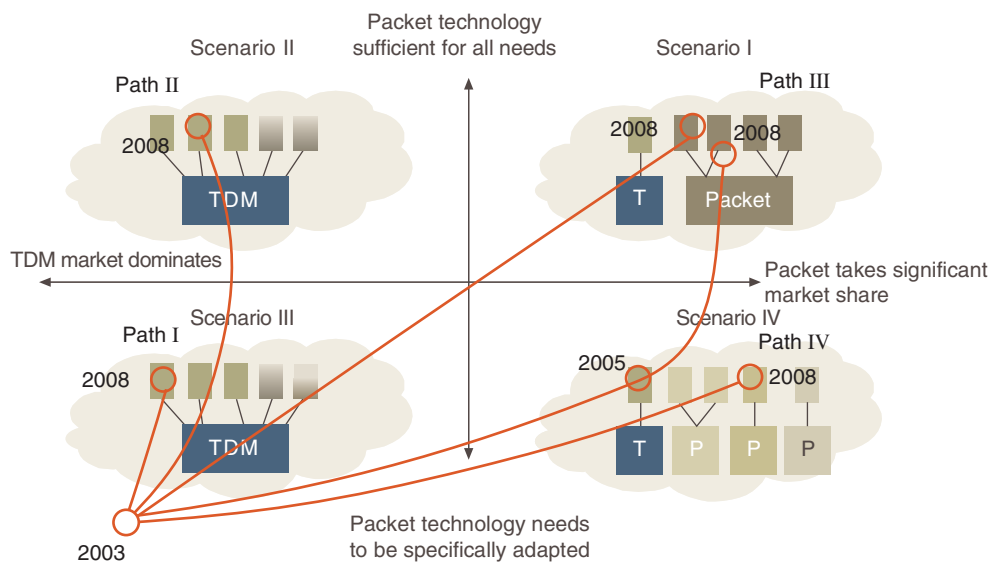 Packet technology
sufficient for all needs
Scenario II
Scenario I
Path II
Path III
2008
2008
2008
TDM
T
Packet
TDM market dominates
Packet takes significant
market share
Scenario III
Scenario IV
Path I
Path IV
2008
2005
2008
TDM
T
P
P
P
Packet technology needs
to be specifically adapted
2003